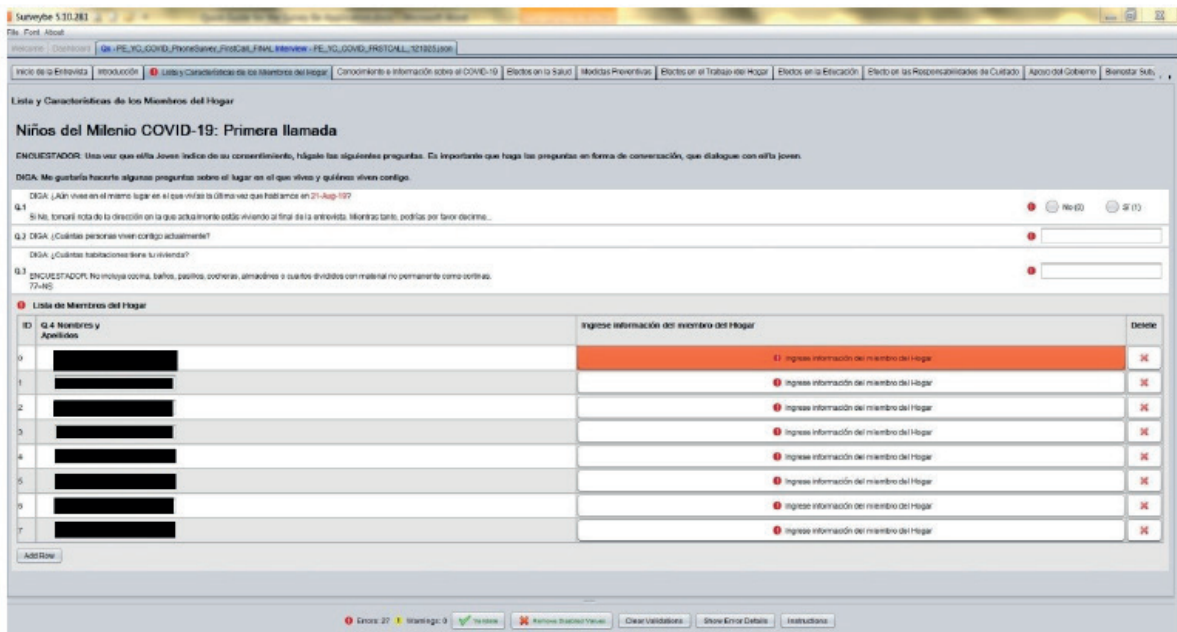 Surveybe 5.10.281
File Font About
Welcome Dashboard Qx - PE_YC_COVID_PhoneSurvey_FirstCall_FINAL Interview - PE_YC_COVID_FIRSTCALL_121025.json
Inicio de la Entrevista Introducción Lista y Características de los Miembros del Hogar Conocimiento e Información sobre el COVID-19 Efectos en la Salud Medidas Preventivas Efectos en el Trabajo del Hogar Efectos en la Educación Efecto en las Responsabilidades de Cuidado Apoyo del Gobierno Bienestar Subj
Lista y Características de los Miembros del Hogar
Niños del Milenio COVID-19: Primera llamada
ENCUESTADOR: Una vez que el/la Joven indice de su consentimiento, hágale las siguientes preguntas. Es importante que haga las preguntas en forma de conversación, que dialogue con el/la joven.
DIGA: Me gustaría hacerte algunas preguntas sobre el lugar en el que vives y quiénes viven contigo.
DIGA: ¿Aún vives en el mismo lugar en el que vivías la última vez que hablamos en 21-Aug-19?
Q.1
Si No, tomaré nota de la dirección en la que actualmente estás viviendo al final de la entrevista. Mientras tanto, podrías por favor decirme...
No (0) Sí (1)
Q.2 DIGA: ¿Cuántas personas viven contigo actualmente?
DIGA: ¿Cuántas habitaciones tiene tu vivienda?
Q.3
ENCUESTADOR: No incluya cocina, baños, pasillos, cocheras, almacénes o cuartos divididos con material no permanente como cortinas.
77=NS
Lista de Miembros del Hogar
ID Q.4 Nombres y Apellidos Ingrese información del miembro del Hogar Delete
0 Ingrese información del miembro del Hogar
1 Ingrese información del miembro del Hogar
2 Ingrese información del miembro del Hogar
3 Ingrese información del miembro del Hogar
4 Ingrese información del miembro del Hogar
5 Ingrese información del miembro del Hogar
6 Ingrese información del miembro del Hogar
7 Ingrese información del miembro del Hogar
Add Row
Errors: 27 Warnings: 0 Validate Remove Disabled Values Clear Validations Show Error Details Instructions